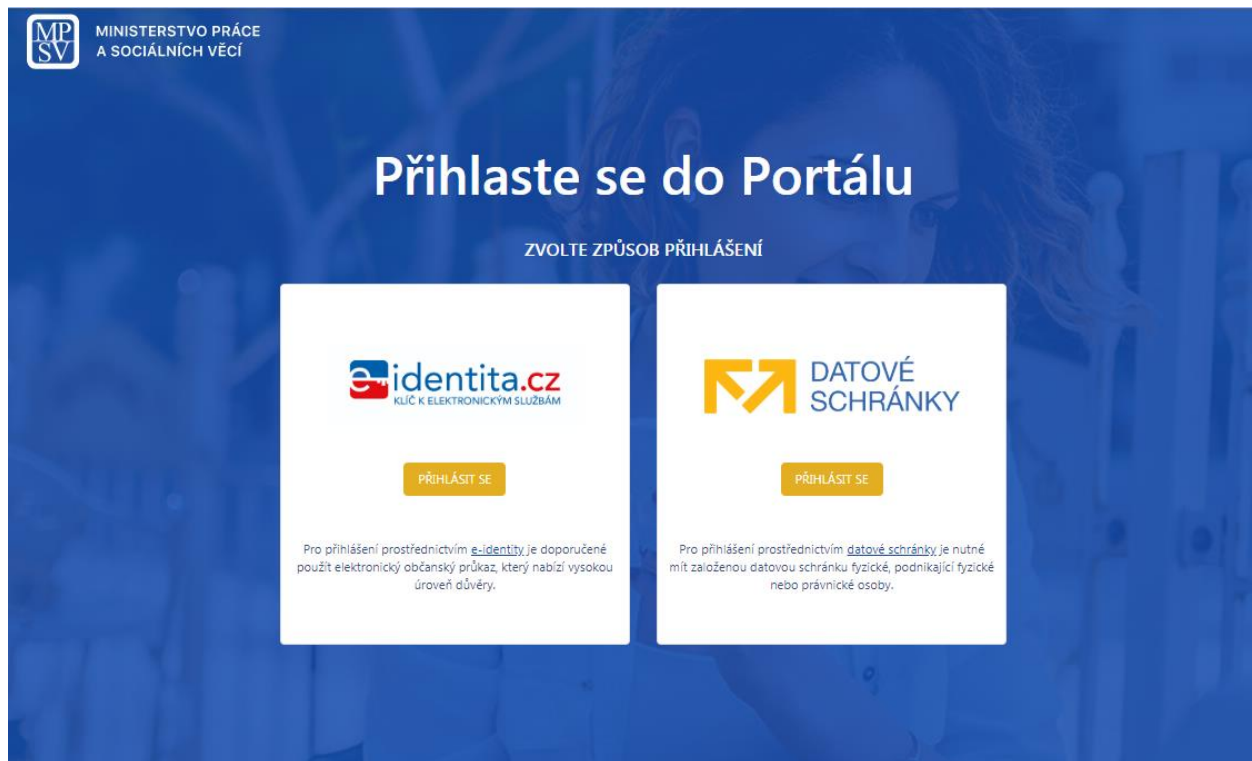 MP
SV
MINISTERSTVO PRÁCE
A SOCIÁLNÍCH VĚCÍ
Přihlaste se do Portálu
ZVOLTE ZPŮSOB PŘIHLÁŠENÍ
e identita.cz
KLÍČ K ELEKTRONICKÝM SLUŽBÁM
PŘIHLÁSIT SE
Pro přihlášení prostřednictvím e-identity je doporučené
použít elektronický občanský průkaz, který nabízí vysokou
úroveň důvěry.
DATOVÉ
SCHRÁNKY
PŘIHLÁSIT SE
Pro přihlášení prostřednictvím datové schránky je nutné
mít založenou datovou schránku fyzické, podnikající fyzické
nebo právnické osoby.